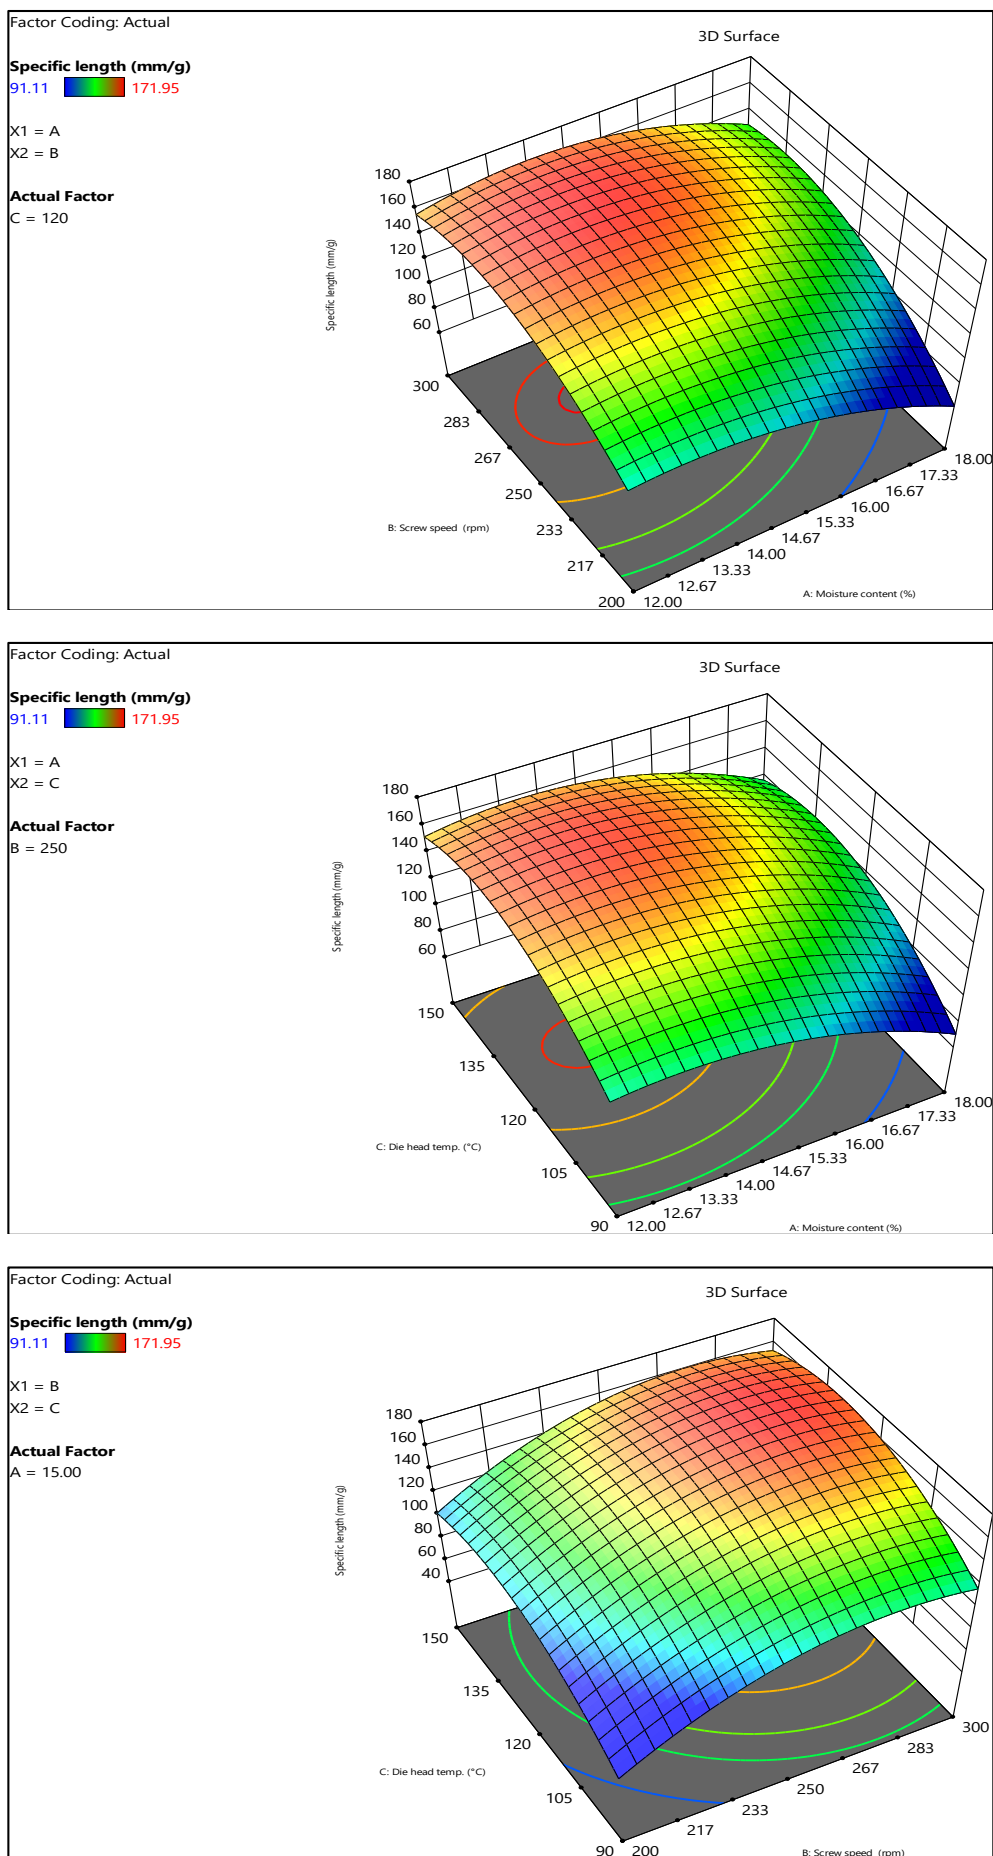 Factor Coding: Actual
3D Surface
Specific length (mm/g)
91.11 171.95
X1 = A
X2 = B
Actual Factor
C = 120
Specific length (mm/g)
180
160
140
120
100
80
60
300
283
267
250
233
217
200
B: Screw speed (rpm)
12.00
12.67
13.33
14.00
14.67
15.33
16.00
16.67
17.33
18.00
A: Moisture content (%)
Factor Coding: Actual
3D Surface
Specific length (mm/g)
91.11 171.95
X1 = A
X2 = C
Actual Factor
B = 250
Specific length (mm/g)
180
160
140
120
100
80
60
150
135
120
105
90
C: Die head temp. (°C)
12.00
12.67
13.33
14.00
14.67
15.33
16.00
16.67
17.33
18.00
A: Moisture content (%)
Factor Coding: Actual
3D Surface
Specific length (mm/g)
91.11 171.95
X1 = B
X2 = C
Actual Factor
A = 15.00
Specific length (mm/g)
180
160
140
120
100
80
60
40
150
135
120
105
90
C: Die head temp. (°C)
200
217
233
250
267
283
300
B: Screw speed (rpm)